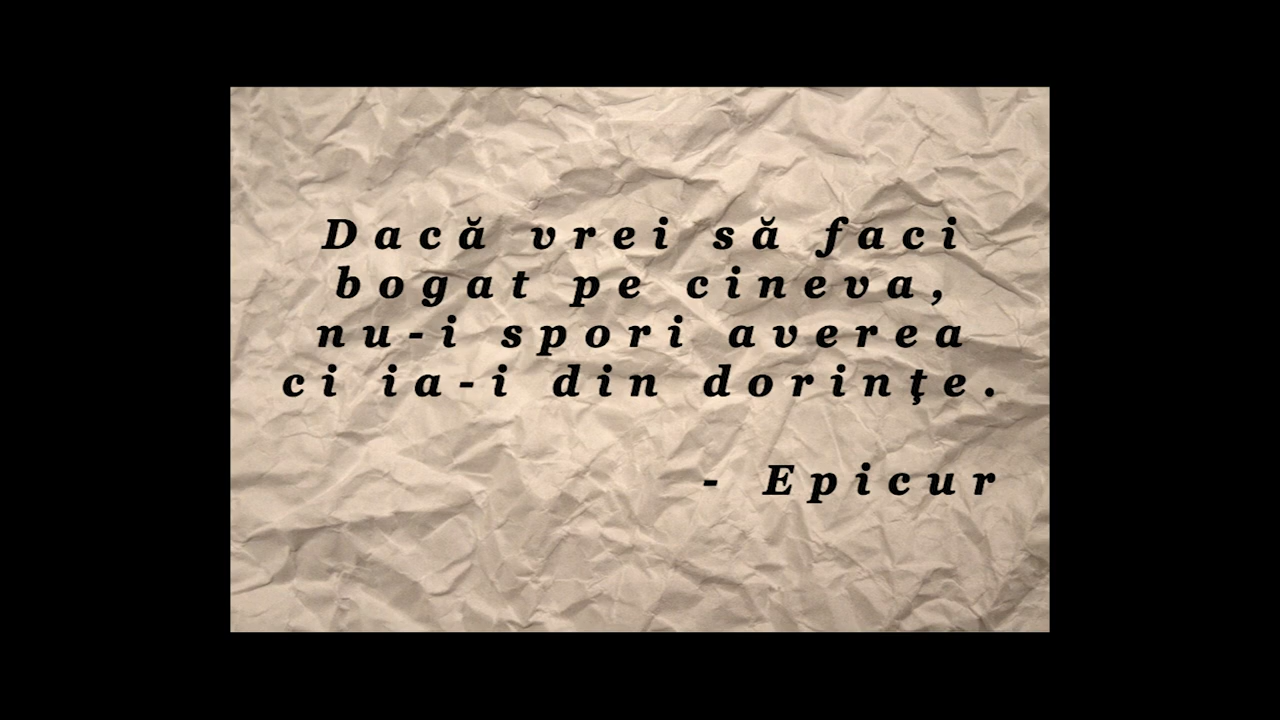 Dacă vrei să faci
bogat pe cineva,
nu-i spori averea
ci ia-i din dorinţe.
- Epicur